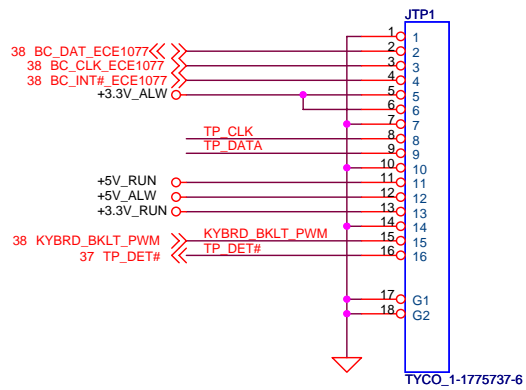 JTP1
1 1
38 BC_DAT_ECE1077 2 2
38 BC_CLK_ECE1077 3 3
38 BC_INT#_ECE1077 4 4
+3.3V_ALW 5 5
6 6
7 7
TP_CLK 8 8
TP_DATA 9 9
10 10
+5V_RUN 11 11
+5V_ALW 12 12
+3.3V_RUN 13 13
14 14
38 KYBRD_BKLT_PWM KYBRD_BKLT_PWM 15 15
37 TP_DET# TP_DET# 16 16
17 G1
18 G2
TYCO_1-1775737-6